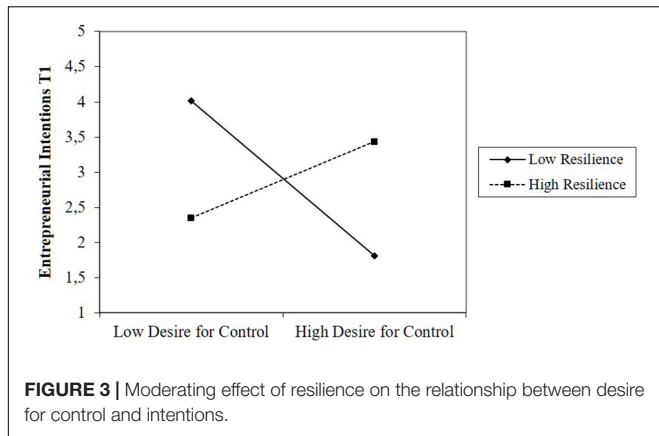 Entrepreneurial Intentions T1
5
4,5
4
3,5
3
2,5
2
1,5
1
Low Desire for Control
High Desire for Control
Low Resilience
High Resilience
FIGURE 3 | Moderating effect of resilience on the relationship between desire
for control and intentions.